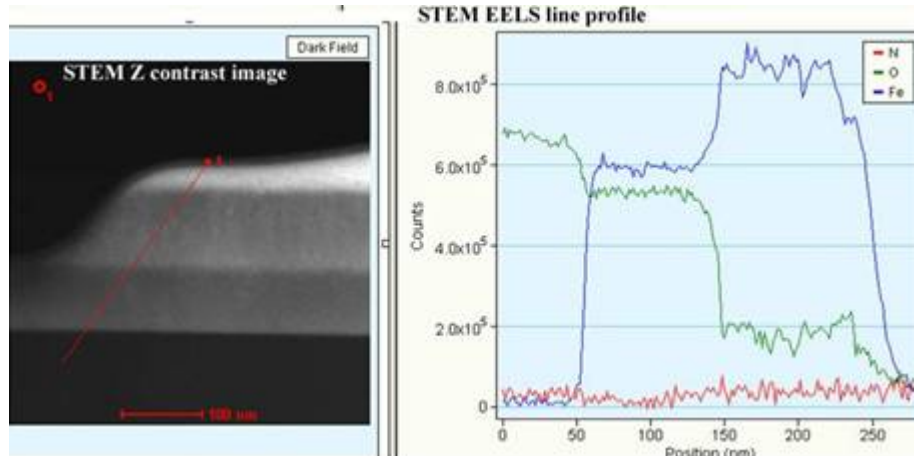 STEM EELS line profile
Dark Field
STEM Z contrast image
1
100 nm
N
O
Fe
8.0x10⁵
6.0x10⁵
4.0x10⁵
2.0x10⁵
0
Counts
0 50 100 150 200 250
Position (nm)